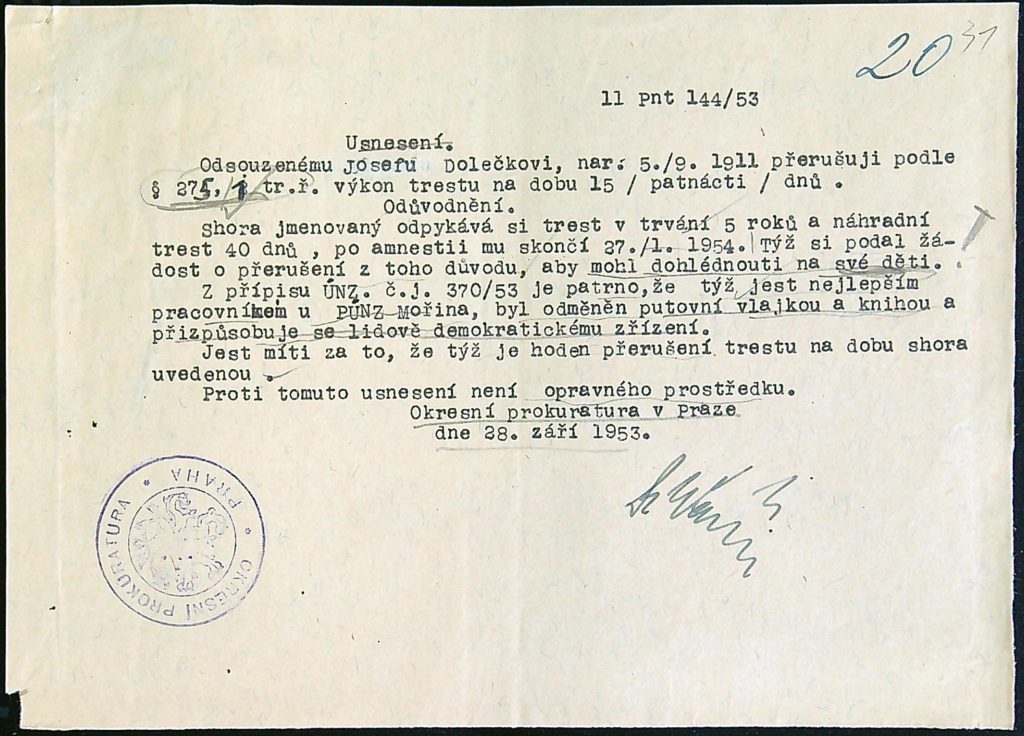 20 31
11 Pnt 144/53
Usnesení.
Odsouzenému Josefu Dolečkovi, nar. 5./9. 1911 přerušuji podle
§ 275, 1 tr.ř. výkon trestu na dobu 15 / patnácti / dnů .
Odůvodnění.
Shora jmenovaný odpykává si trest v trvání 5 roků a náhradní
trest 40 dnů , po amnestii mu skončí 27./1. 1954. Týž si podal žá-
dost o přerušení z toho důvodu, aby mohl dohlédnouti na své děti. !
Z přípisu ÚNZ. č.j. 370/53 je patrno,že týž jest nejlepším
pracovníkem u PÚNZ Mořina, byl odměněn putovní vlajkou a knihou a
přizpůsobuje se lidově demokratickému zřízení.
Jest míti za to, že týž je hoden přerušení trestu na dobu shora
uvedenou .
Proti tomuto usnesení není opravného prostředku.
Okresní prokuratura v Praze
dne 28. září 1953.
* OKRESNÍ PROKURATURA * PRAHA